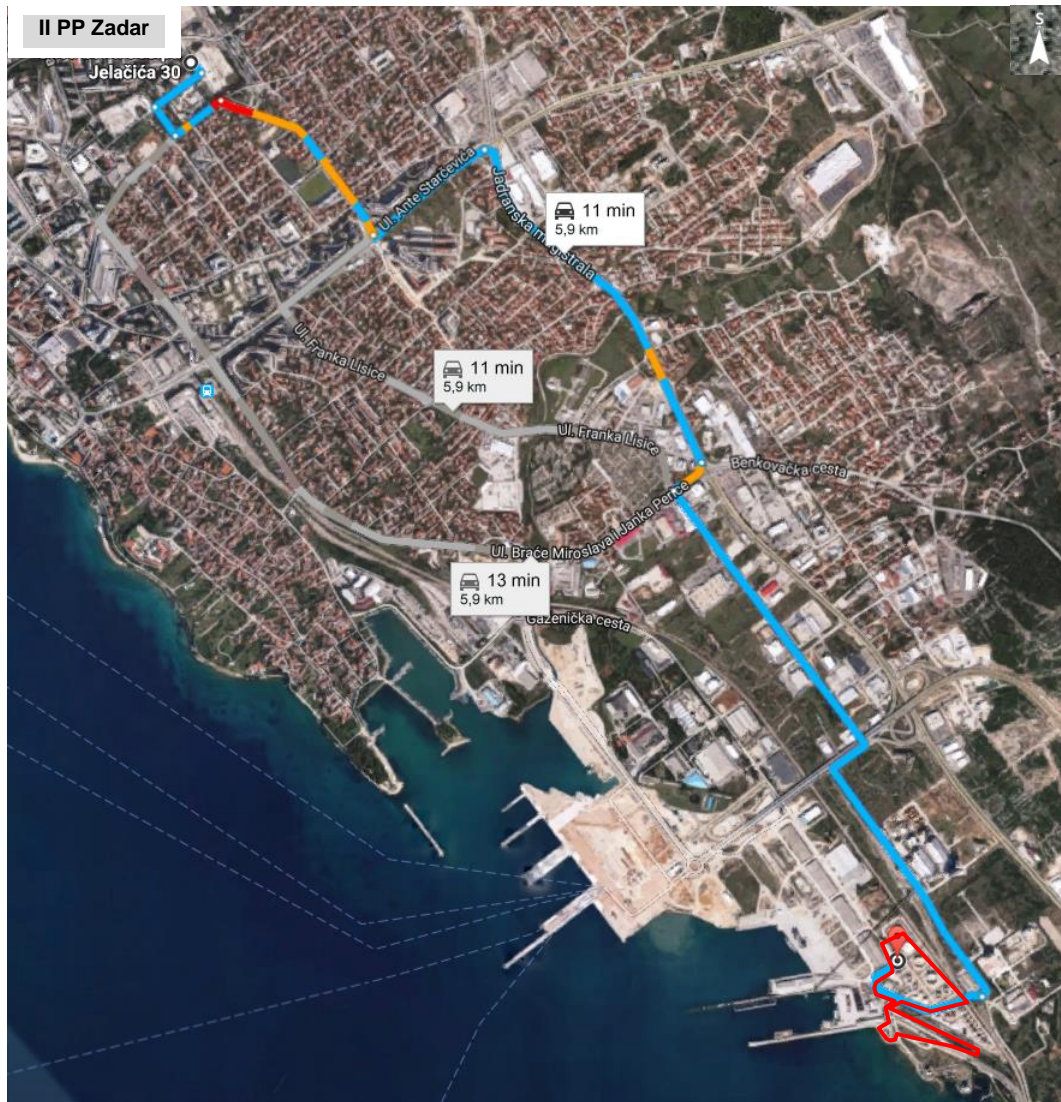 II PP Zadar
S
Jelačića 30
Ul. Ante Starčevića
Jadranska magistrala
11 min
5,9 km
Ul. Franka Lisice
11 min
5,9 km
Ul. Franka Lisice
Benkovačka cesta
Ul. Braće Miroslava I Janka Perice
13 min
5,9 km
Gaženička cesta